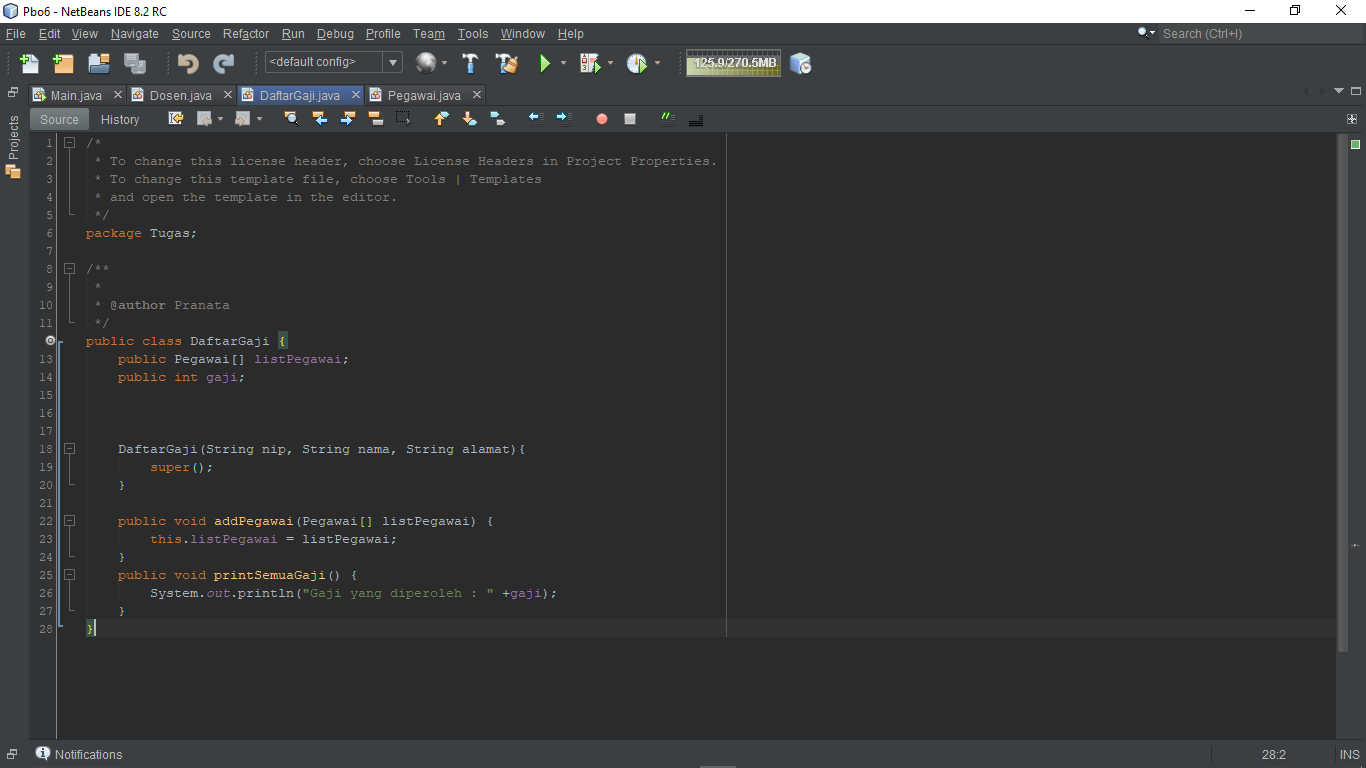 Pbo6 - NetBeans IDE 8.2 RC
File Edit View Navigate Source Refactor Run Debug Profile Team Tools Window Help
Search (Ctrl+I)
<default config>
125.9/270.5MB
Main.java
Dosen.java
DaftarGaji.java
Pegawai.java
Projects
Source History
1 /*
2 * To change this license header, choose License Headers in Project Properties.
3 * To change this template file, choose Tools | Templates
4 * and open the template in the editor.
5 */
6 package Tugas;
7
8 /**
9 *
10 * @author Pranata
11 */
public class DaftarGaji {
13 public Pegawai[] listPegawai;
14 public int gaji;
15
16
17
18 DaftarGaji(String nip, String nama, String alamat){
19 super();
20 }
21
22 public void addPegawai(Pegawai[] listPegawai) {
23 this.listPegawai = listPegawai;
24 }
25 public void printSemuaGaji() {
26 System.out.println("Gaji yang diperoleh : " +gaji);
27 }
28 }
Notifications
28:2
INS